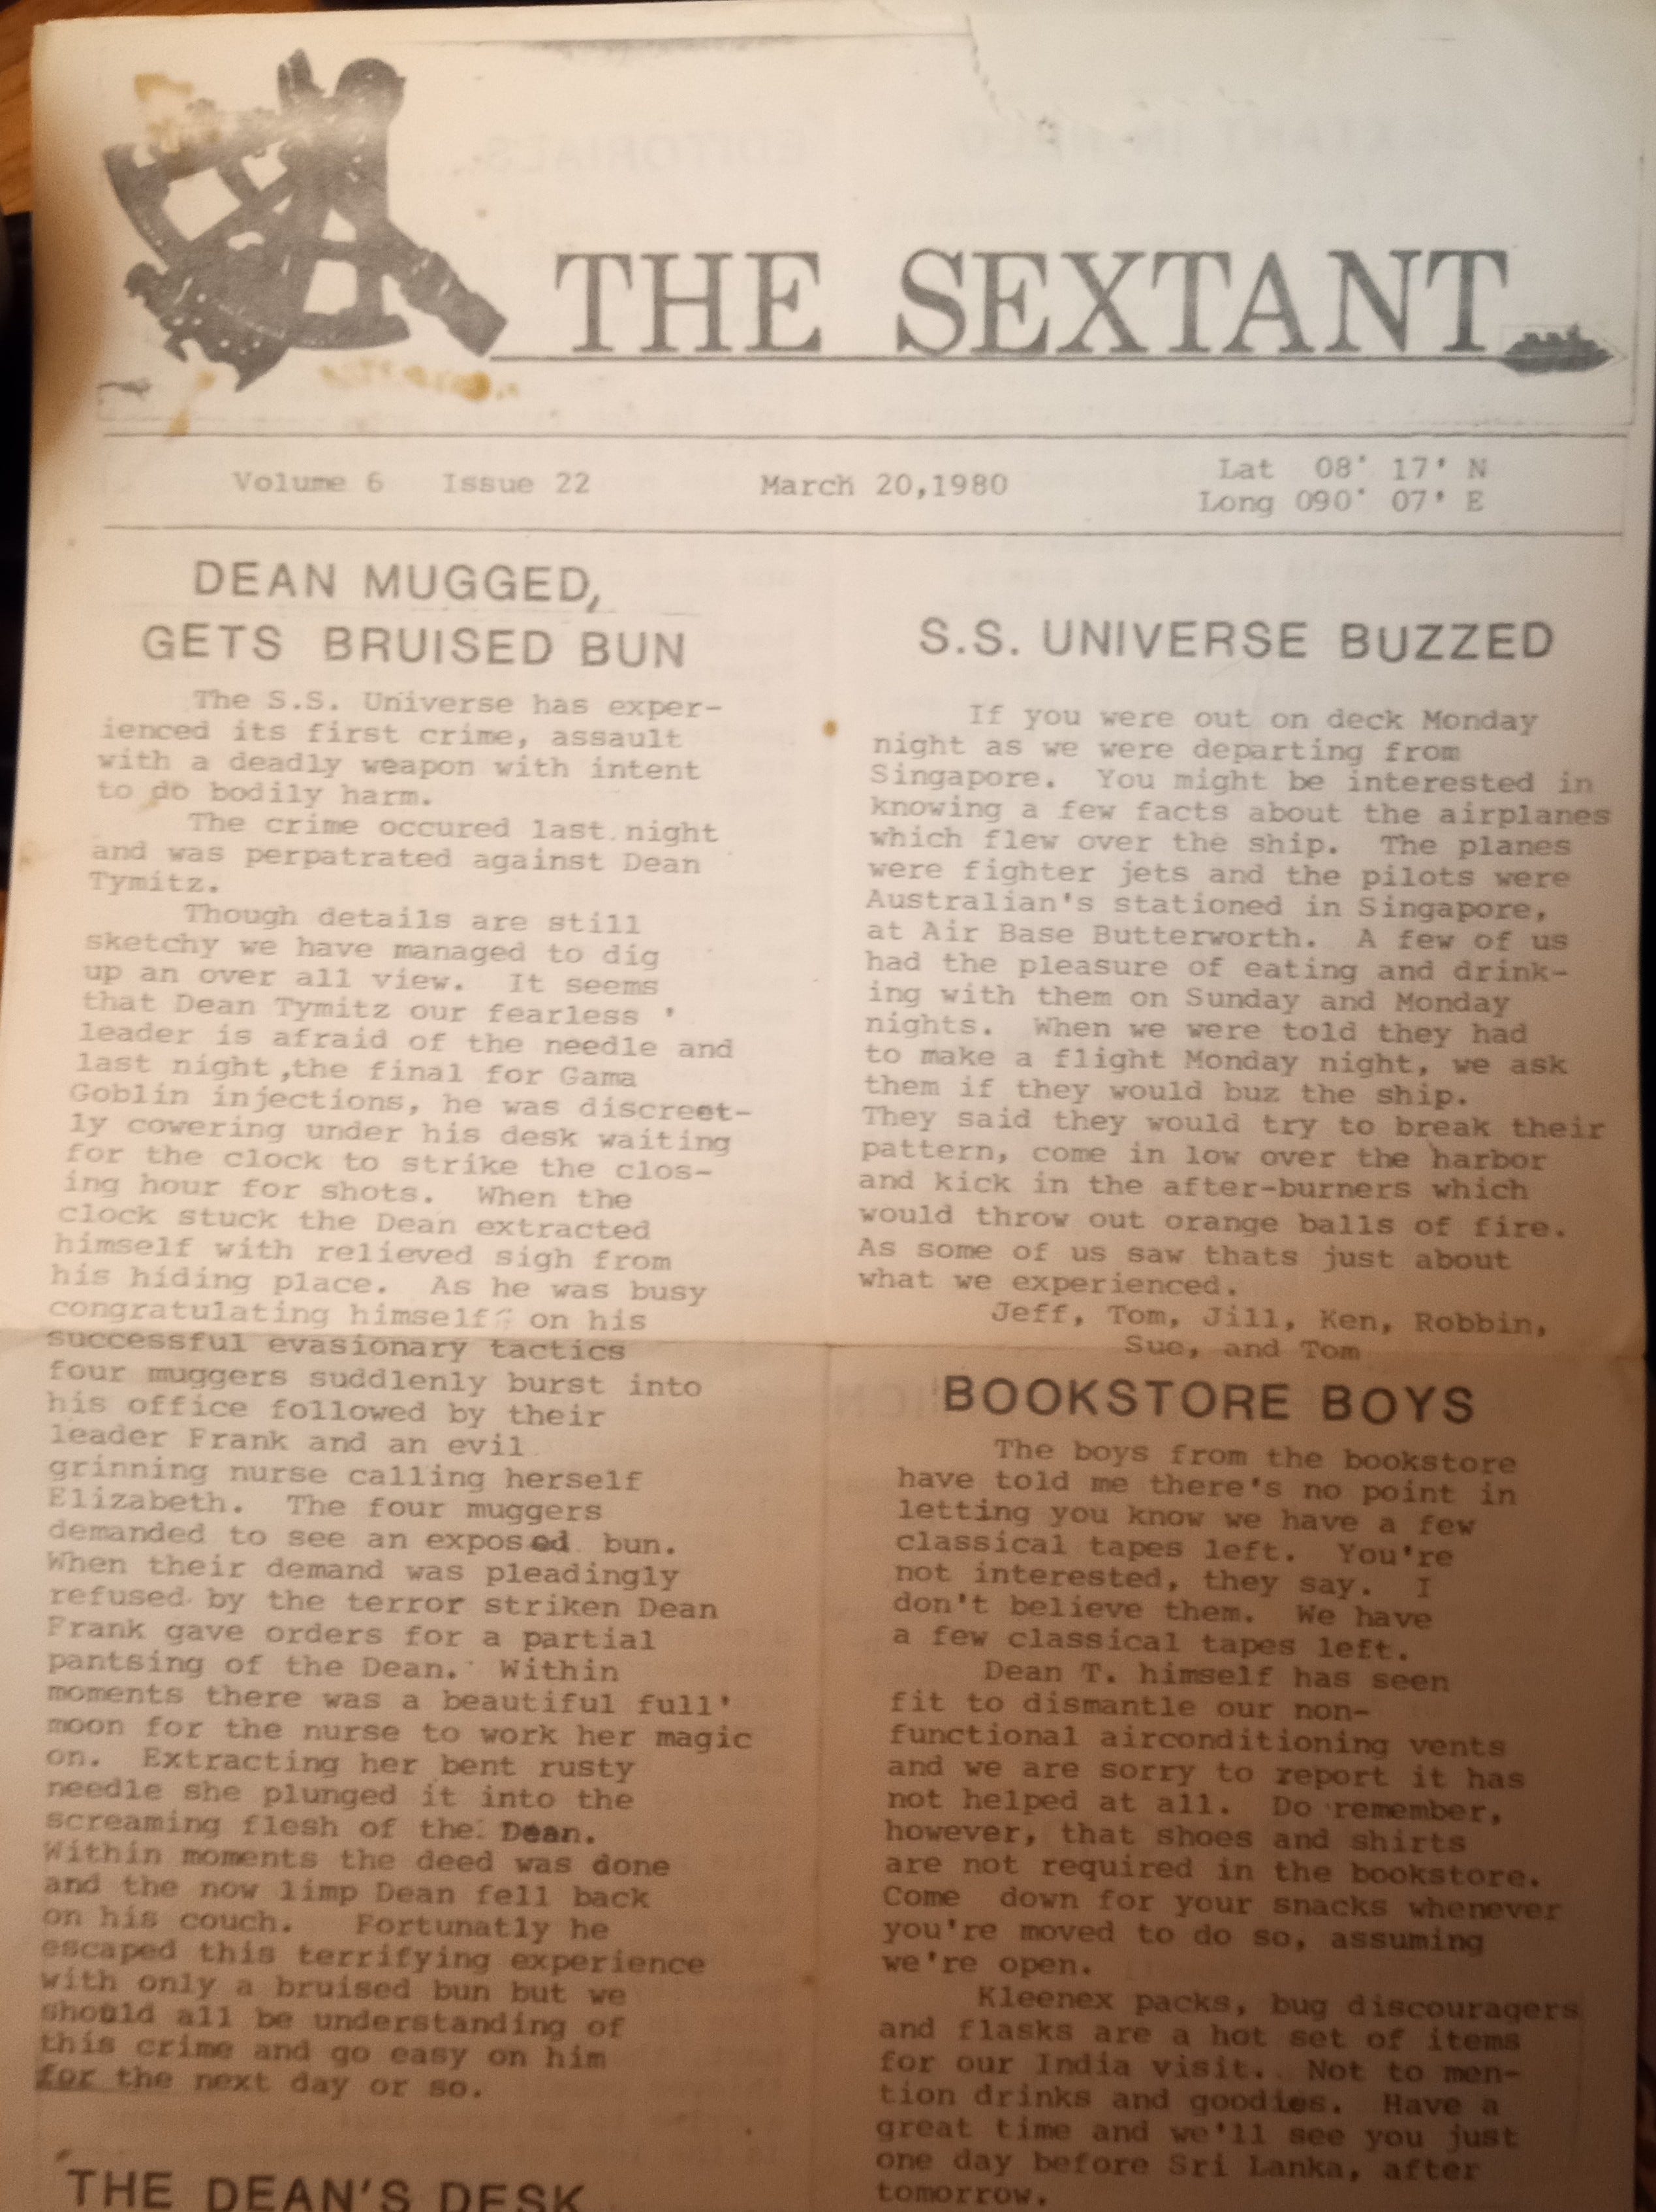 THE SEXTANT
Volume 6 Issue 22 March 20,1980 Lat 08° 17' N
Long 090° 07' E
DEAN MUGGED,
GETS BRUISED BUN
The S.S. Universe has exper-
ienced its first crime, assault
with a deadly weapon with intent
to do bodily harm.
The crime occured last night
and was perpatrated against Dean
Tymitz.
Though details are still
sketchy we have managed to dig
up an over all view. It seems
that Dean Tymitz our fearless '
leader is afraid of the needle and
last night ,the final for Gama
Goblin injections, he was discreet-
ly cowering under his desk waiting
for the clock to strike the clos-
ing hour for shots. When the
clock stuck the Dean extracted
himself with relieved sigh from
his hiding place. As he was busy
congratulating himself on his
successful evasionary tactics
four muggers suddlenly burst into
his office followed by their
leader Frank and an evil
grinning nurse calling herself
Elizabeth. The four muggers
demanded to see an exposed bun.
When their demand was pleadingly
refused by the terror striken Dean
Frank gave orders for a partial
pantsing of the Dean. Within
moments there was a beautiful full'
moon for the nurse to work her magic
on. Extracting her bent rusty
needle she plunged it into the
screaming flesh of the. Dean.
Within moments the deed was done
and the now limp Dean fell back
on his couch. Fortunatly he
escaped this terrifying experience
with only a bruised bun but we
should all be understanding of
this crime and go easy on him
for the next day or so.
THE DEAN'S DESK
S.S. UNIVERSE BUZZED
If you were out on deck Monday
night as we were departing from
Singapore. You might be interested in
knowing a few facts about the airplanes
which flew over the ship. The planes
were fighter jets and the pilots were
Australian's stationed in Singapore,
at Air Base Butterworth. A few of us
had the pleasure of eating and drink-
ing with them on Sunday and Monday
nights. When we were told they had
to make a flight Monday night, we ask
them if they would buz the ship.
They said they would try to break their
pattern, come in low over the harbor
and kick in the after-burners which
would throw out orange balls of fire.
As some of us saw thats just about
what we experienced.
Jeff, Tom, Jill, Ken, Robbin,
Sue, and Tom
BOOKSTORE BOYS
The boys from the bookstore
have told me there's no point in
letting you know we have a few
classical tapes left. You're
not interested, they say. I
don't believe them. We have
a few classical tapes left.
Dean T. himself has seen
fit to dismantle our non-
functional airconditioning vents
and we are sorry to report it has
not helped at all. Do remember,
however, that shoes and shirts
are not required in the bookstore.
Come down for your snacks whenever
you're moved to do so, assuming
we're open.
Kleenex packs, bug discouragers
and flasks are a hot set of items
for our India visit. Not to men-
tion drinks and goodies. Have a
great time and we'll see you just
one day before Sri Lanka, after
tomorrow.